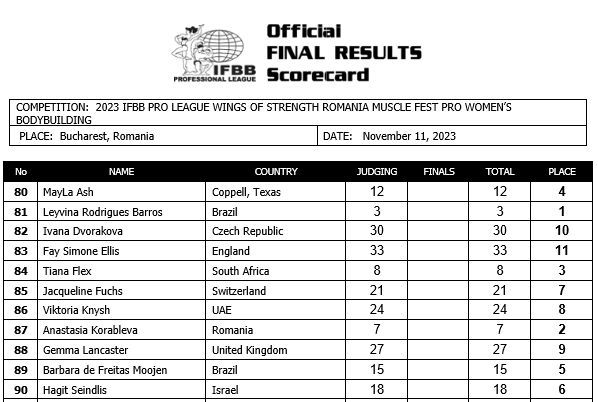 Official
FINAL RESULTS
Scorecard
IFBB
PROFESSIONAL LEAGUE
COMPETITION: 2023 IFBB PRO LEAGUE WINGS OF STRENGTH ROMANIA MUSCLE FEST PRO WOMEN'S
BODYBUILDING
PLACE: Bucharest, Romania DATE: November 11, 2023
No NAME COUNTRY JUDGING FINALS TOTAL PLACE
80 MayLa Ash Coppell, Texas 12 12 4
81 Leyvina Rodrigues Barros Brazil 3 3 1
82 Ivana Dvorakova Czech Republic 30 30 10
83 Fay Simone Ellis England 33 33 11
84 Tiana Flex South Africa 8 8 3
85 Jacqueline Fuchs Switzerland 21 21 7
86 Viktoria Knysh UAE 24 24 8
87 Anastasia Korableva Romania 7 7 2
88 Gemma Lancaster United Kingdom 27 27 9
89 Barbara de Freitas Moojen Brazil 15 15 5
90 Hagit Seindlis Israel 18 18 6